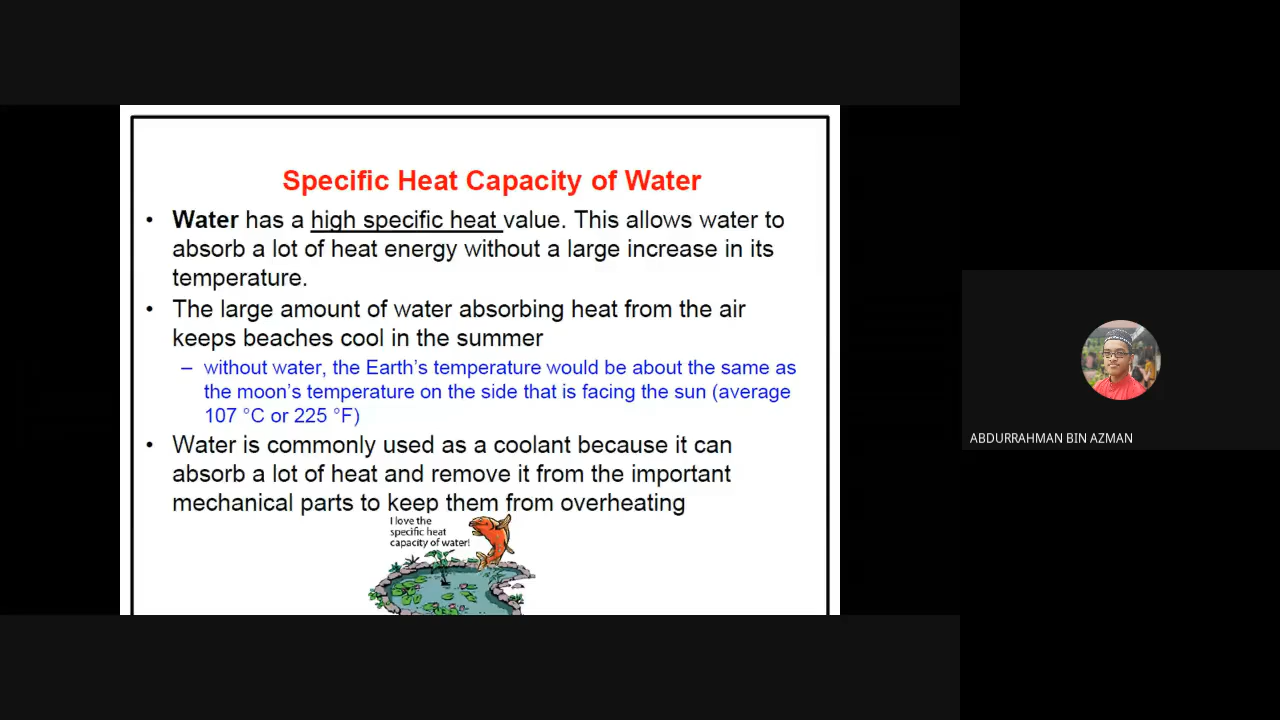 Specific Heat Capacity of Water
• Water has a high specific heat value. This allows water to
absorb a lot of heat energy without a large increase in its
temperature.
• The large amount of water absorbing heat from the air
keeps beaches cool in the summer
– without water, the Earth's temperature would be about the same as
the moon's temperature on the side that is facing the sun (average
107 °C or 225 °F)
• Water is commonly used as a coolant because it can
absorb a lot of heat and remove it from the important
mechanical parts to keep them from overheating
I love the
specific heat
capacity of water!
ABDURRAHMAN BIN AZMAN